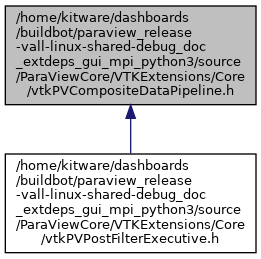 /home/kitware/dashboards
/buildbot/paraview_release
-vall-linux-shared-debug_doc
_extdeps_gui_mpi_python3/source
/ParaViewCore/VTKExtensions/Core
/vtkPVCompositeDataPipeline.h
/home/kitware/dashboards
/buildbot/paraview_release
-vall-linux-shared-debug_doc
_extdeps_gui_mpi_python3/source
/ParaViewCore/VTKExtensions/Core
/vtkPVPostFilterExecutive.h